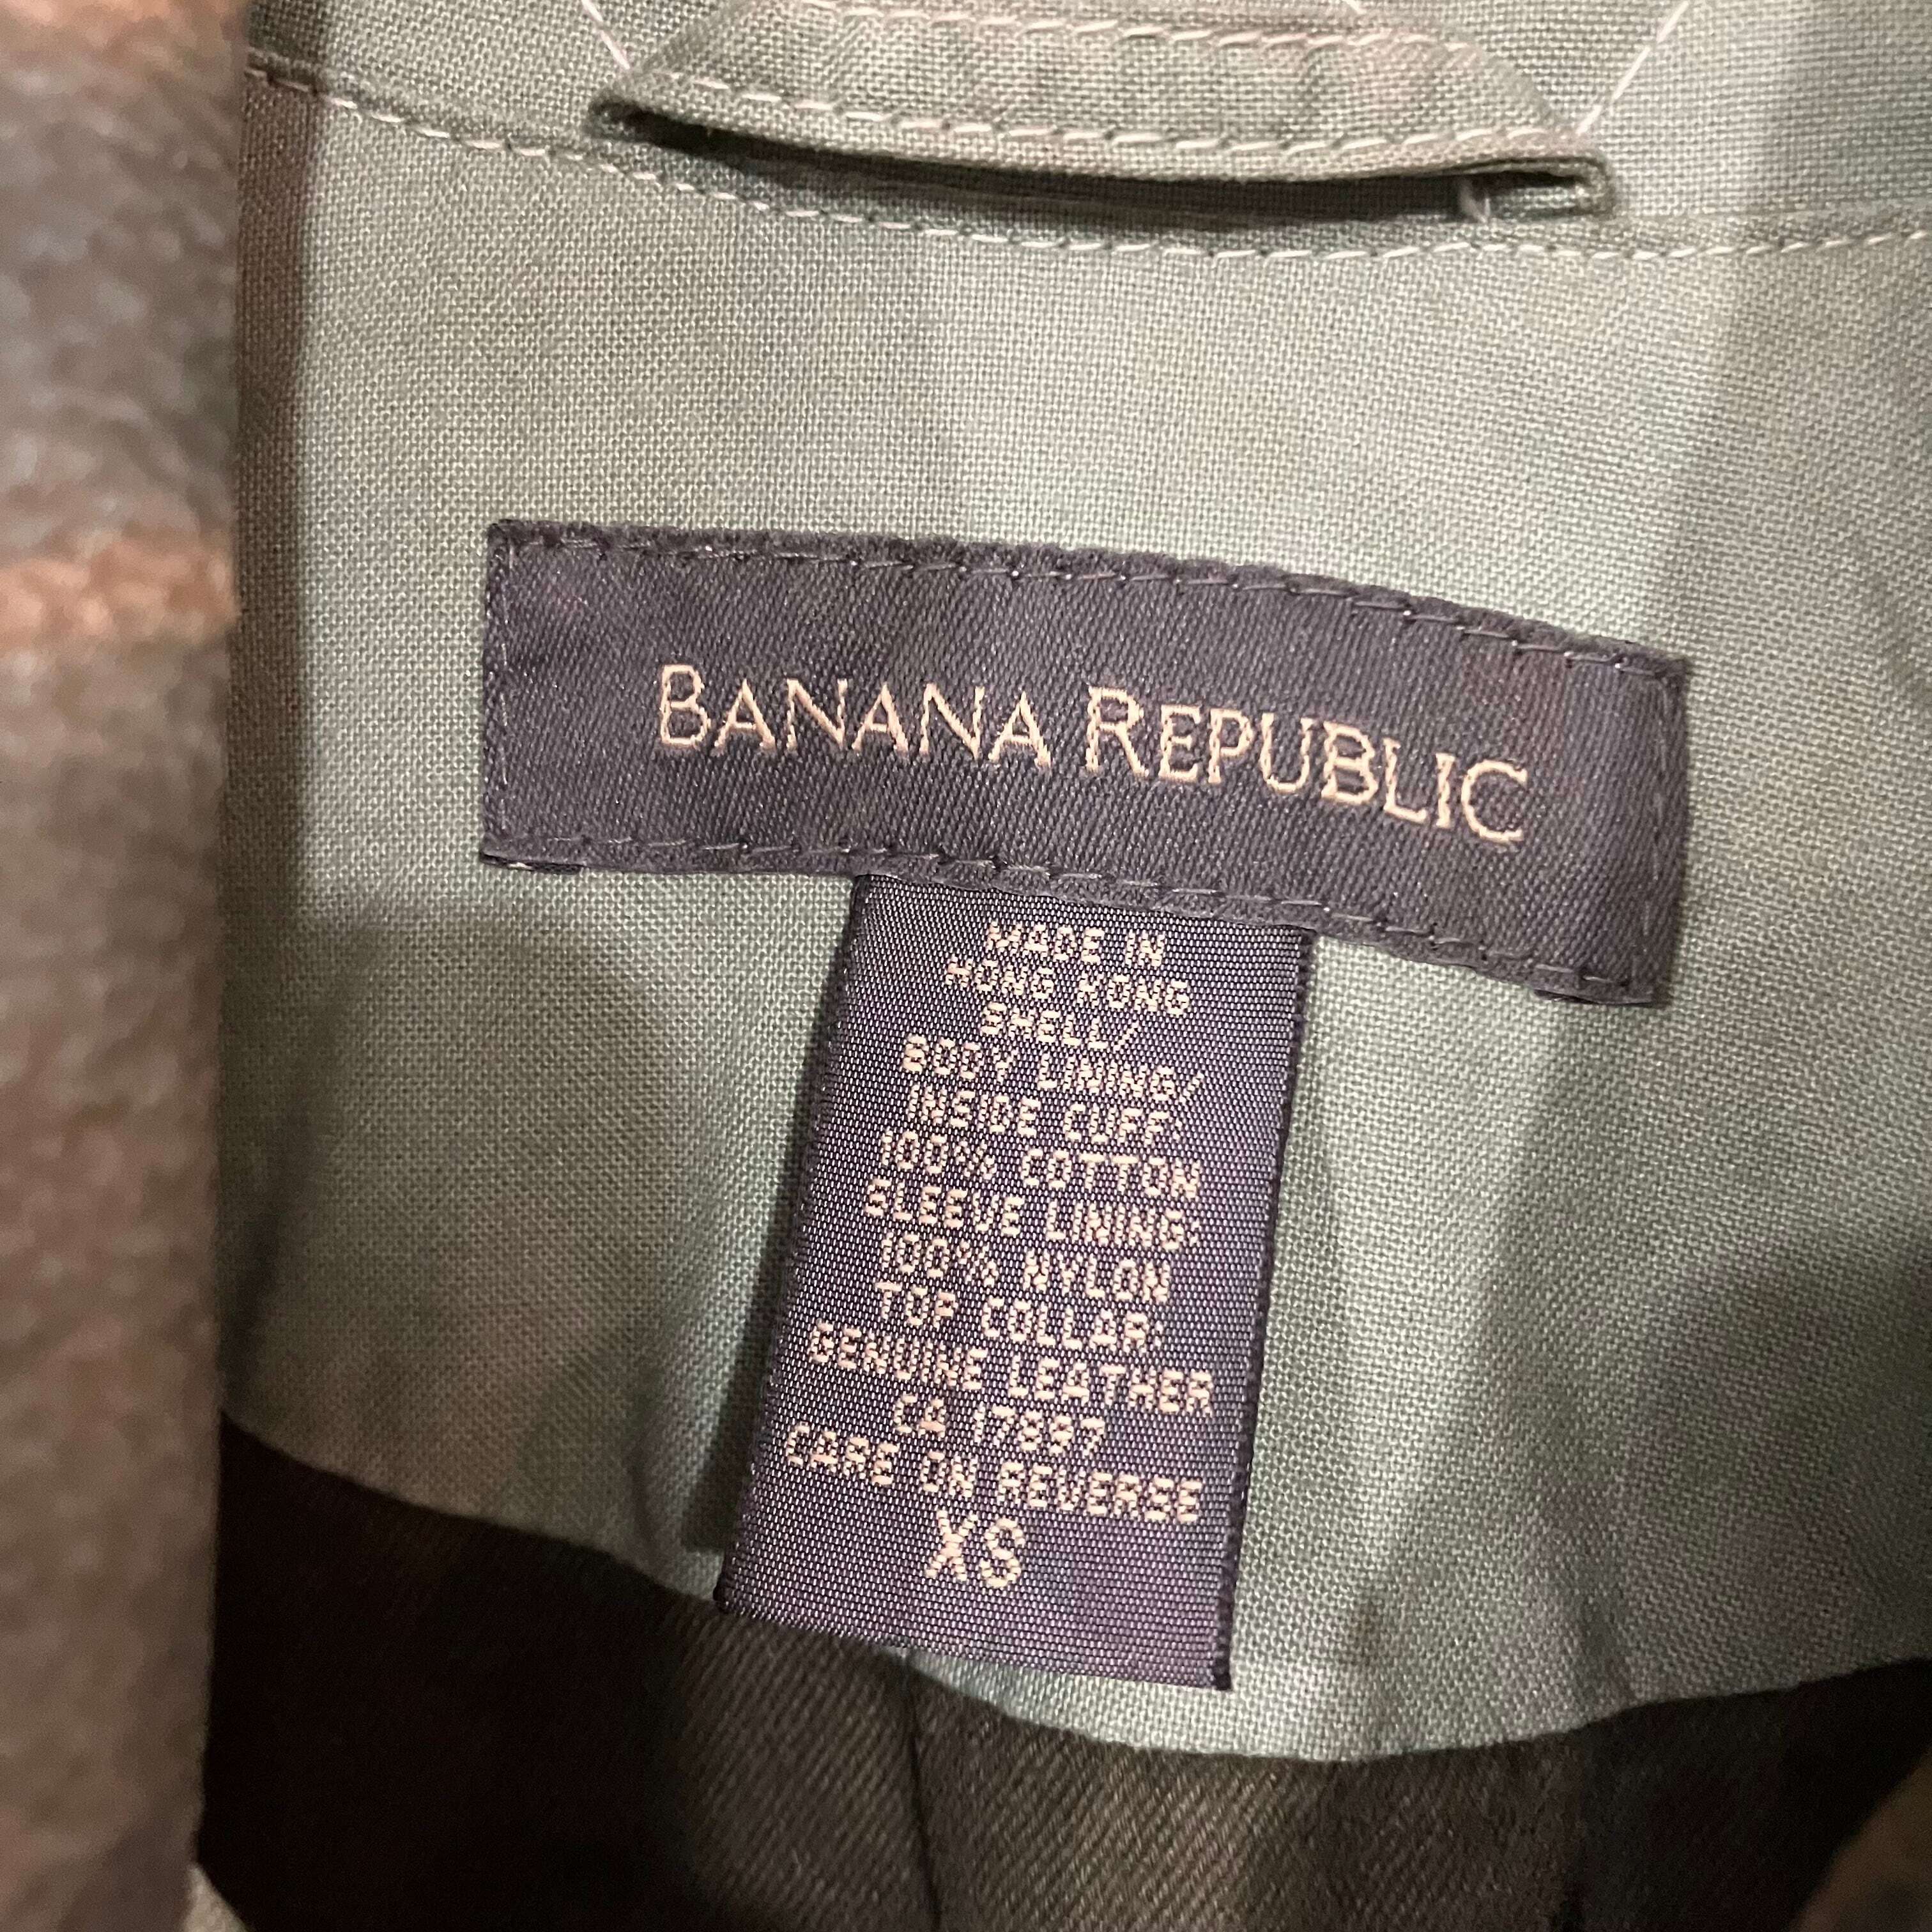 BANANA REPUBLIC
MADE IN
HONG KONG
SHELL/
BODY LINING/
INSIDE CUFF:
100% COTTON
SLEEVE LINING:
100% NYLON
TOP COLLAR:
GENUINE LEATHER
CA 17897
CARE ON REVERSE
XS